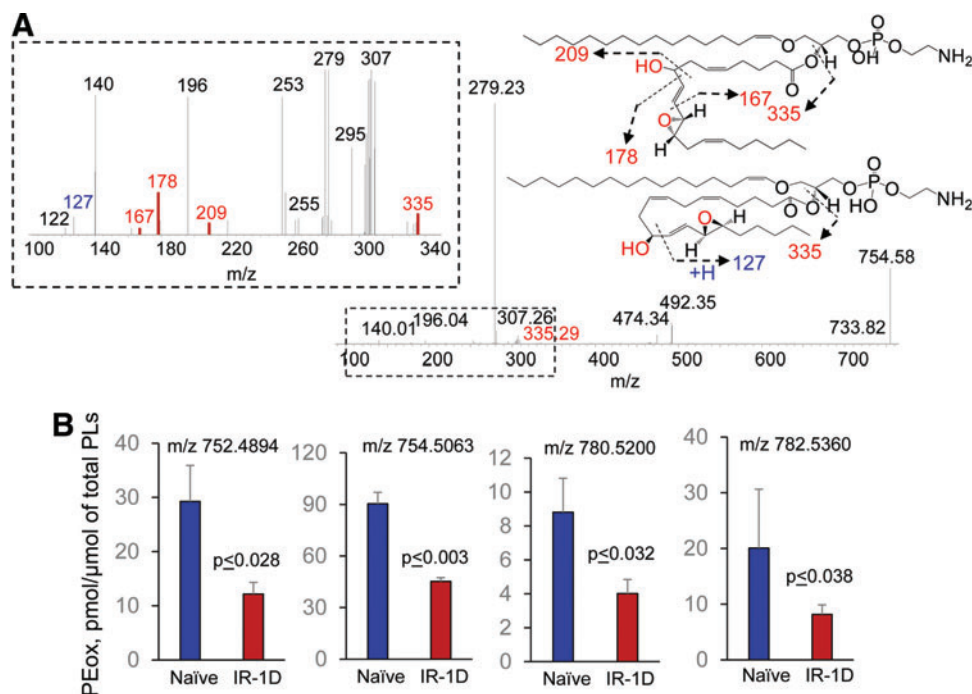 A
140
196
253
279
307
295
127
122
167
178
209
255
335
100
140
180
220
260
300
340
m/z
279.23
209
HO
O
O
O
O
P
OH
H
NH2
H
O
H
167
335
178
O
O
O
O
P
O
HO
H
NH2
O
H
H
HO
335
+H
127
754.58
140.01
196.04
307.26
335.29
474.34
492.35
733.82
100
200
300
400
500
600
700
m/z
B
PEox, pmol/µmol of total PLs
40
30
20
10
0
m/z 752.4894
p≤0.028
Naïve IR-1D
120
90
60
30
0
m/z 754.5063
p≤0.003
Naïve IR-1D
12
10
8
6
4
2
0
m/z 780.5200
p≤0.032
Naïve IR-1D
40
30
20
10
0
m/z 782.5360
p≤0.038
Naïve IR-1D